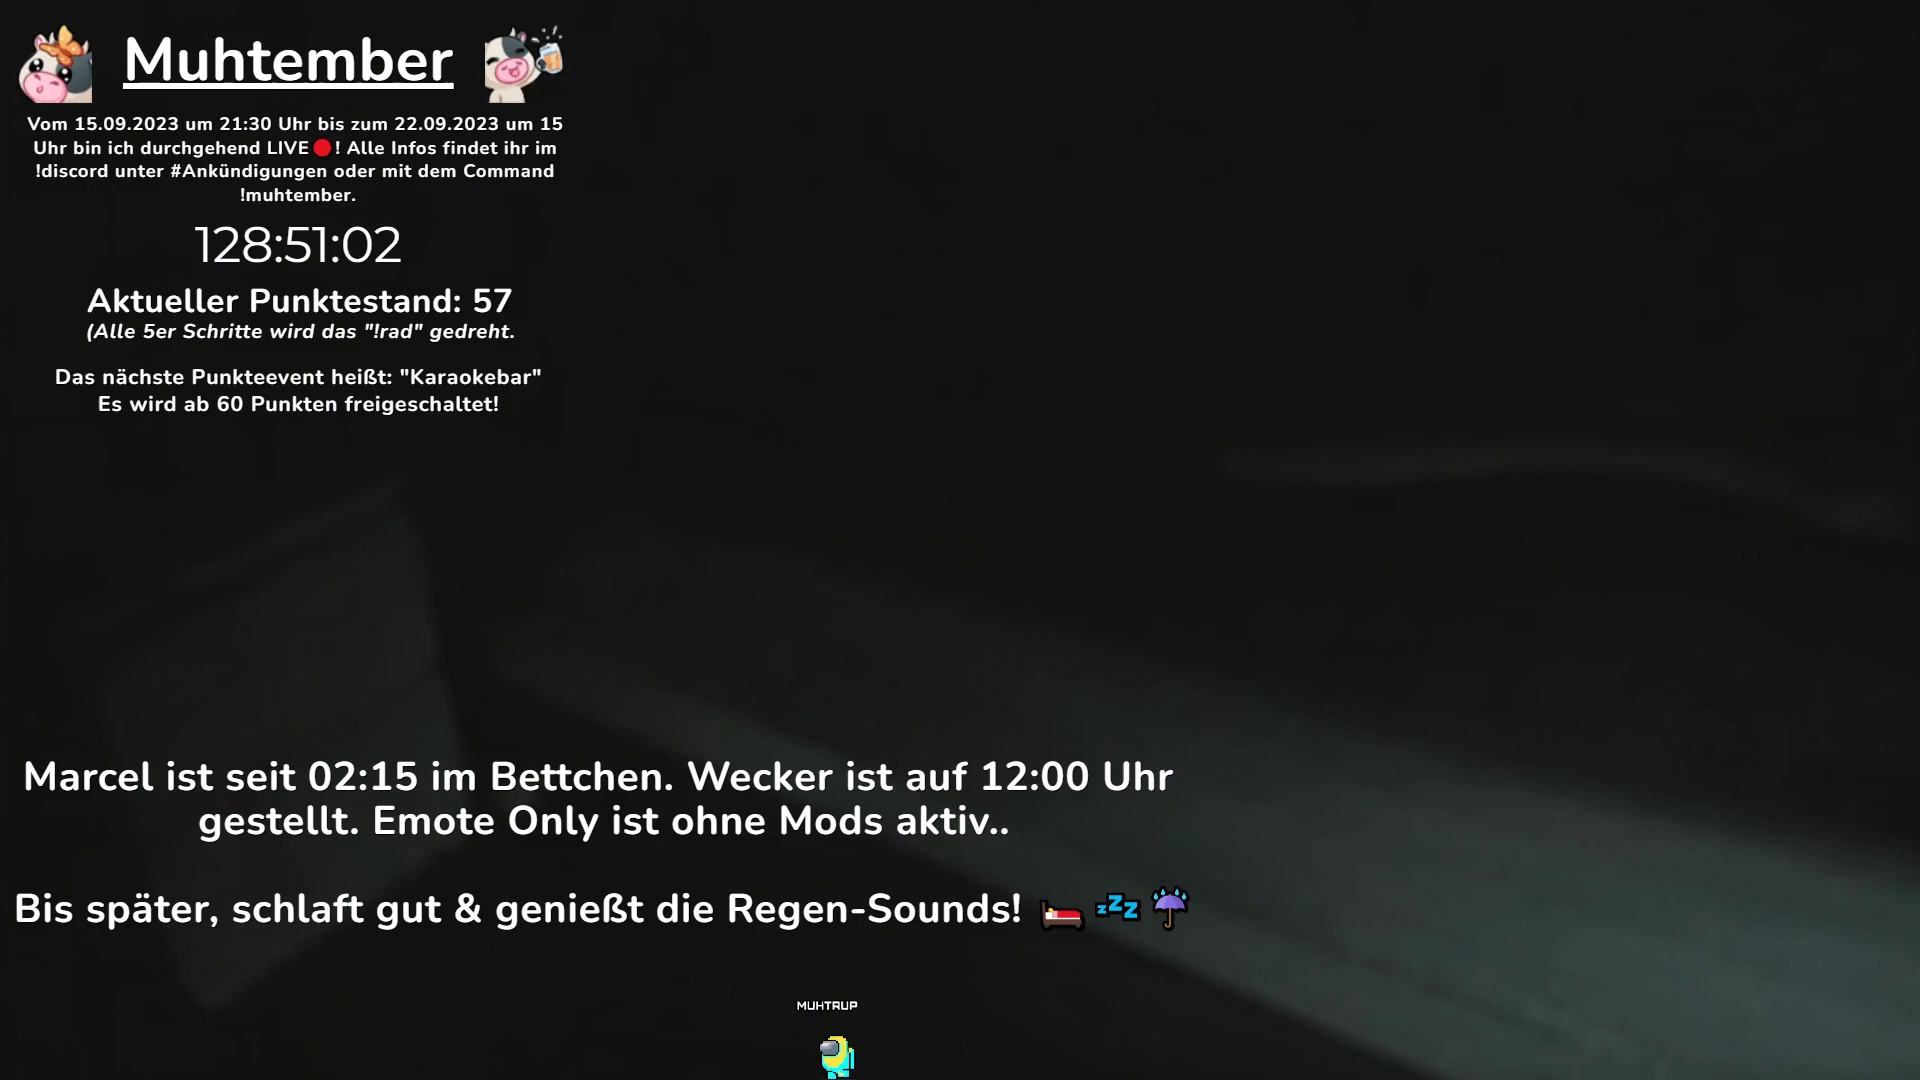 Muhtember
Vom 15.09.2023 um 21:30 Uhr bis zum 22.09.2023 um 15
Uhr bin ich durchgehend LIVE🔴! Alle Infos findet ihr im
!discord unter #Ankündigungen oder mit dem Command
!muhtember.
128:51:02
Aktueller Punktestand: 57
(Alle 5er Schritte wird das "!rad" gedreht.
Das nächste Punkteevent heißt: "Karaokebar"
Es wird ab 60 Punkten freigeschaltet!
Marcel ist seit 02:15 im Bettchen. Wecker ist auf 12:00 Uhr
gestellt. Emote Only ist ohne Mods aktiv..
Bis später, schlaft gut & genießt die Regen-Sounds! 🛏️ 💤 ☔
MUHTRUP